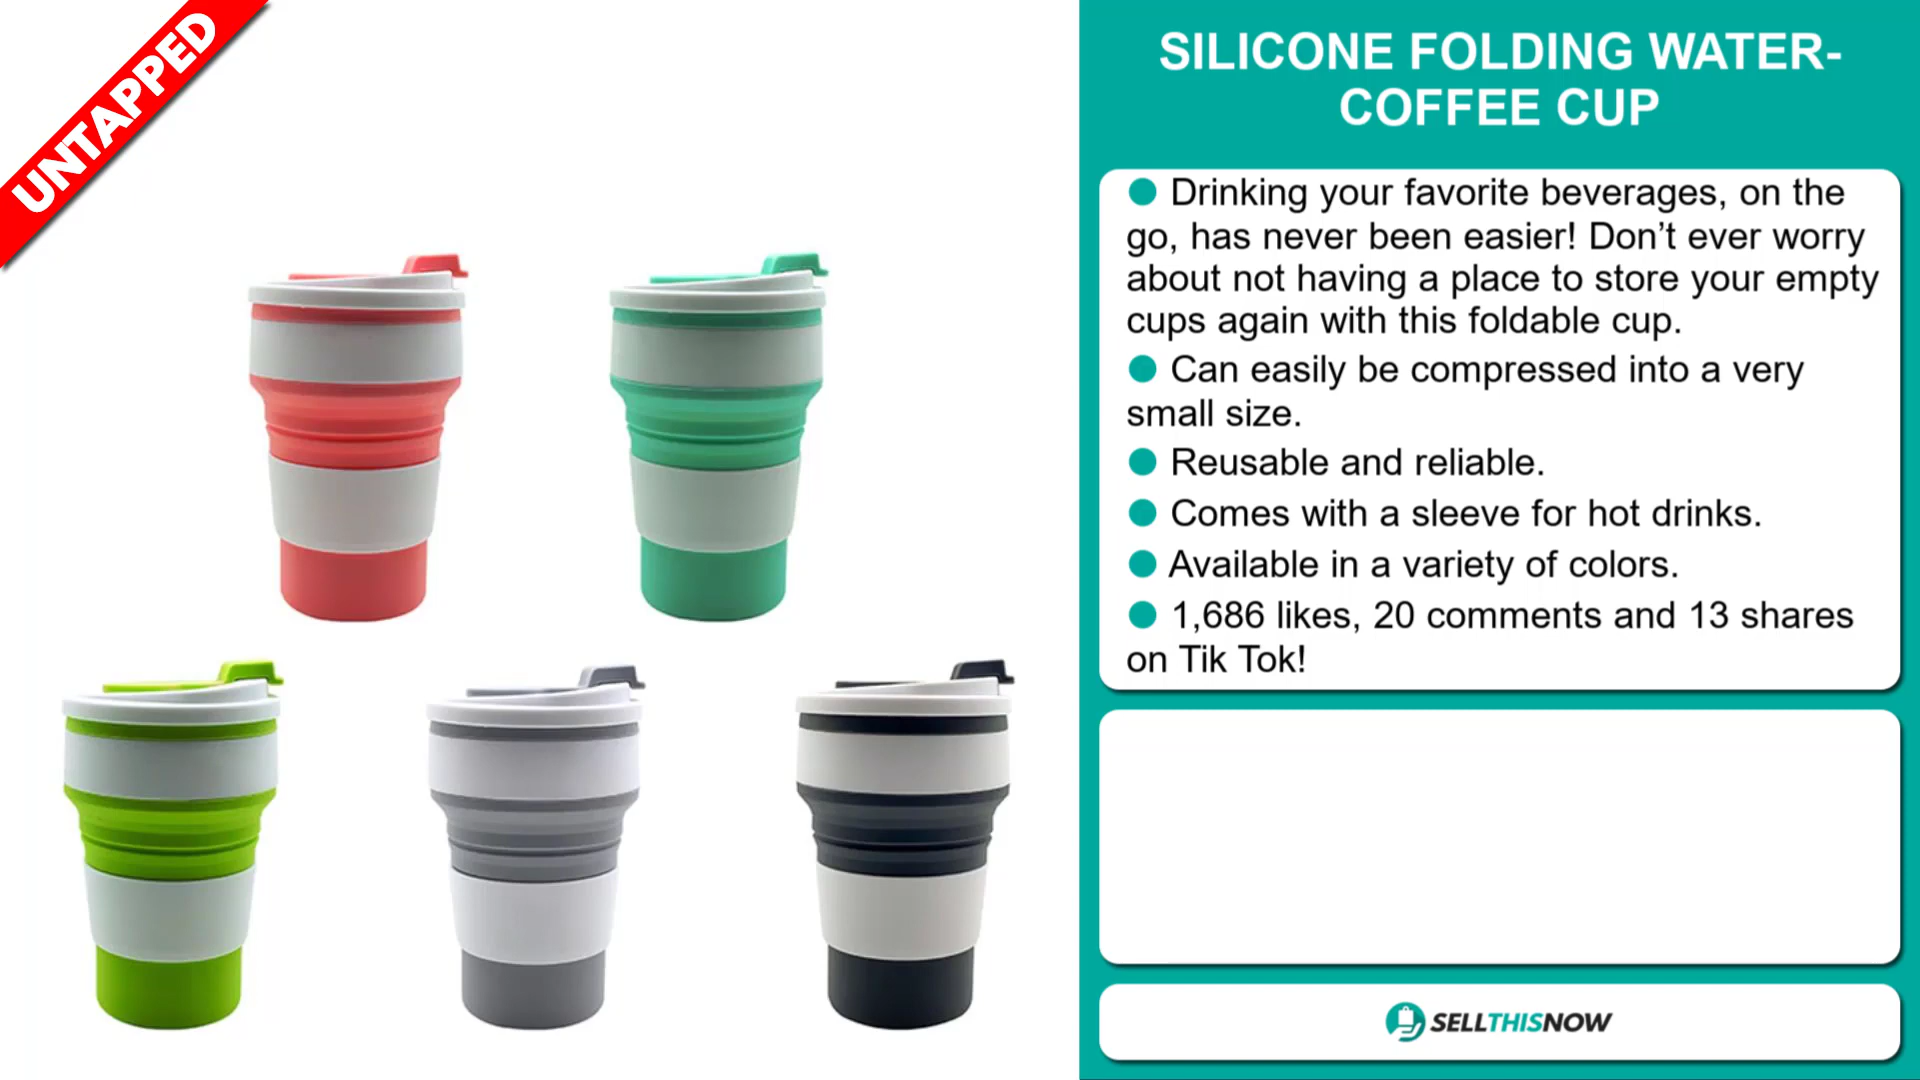 UNTAPPED
SILICONE FOLDING WATER-
COFFEE CUP
● Drinking your favorite beverages, on the
go, has never been easier! Don’t ever worry
about not having a place to store your empty
cups again with this foldable cup.
● Can easily be compressed into a very
small size.
● Reusable and reliable.
● Comes with a sleeve for hot drinks.
● Available in a variety of colors.
● 1,686 likes, 20 comments and 13 shares
on Tik Tok!
SELLTHISNOW